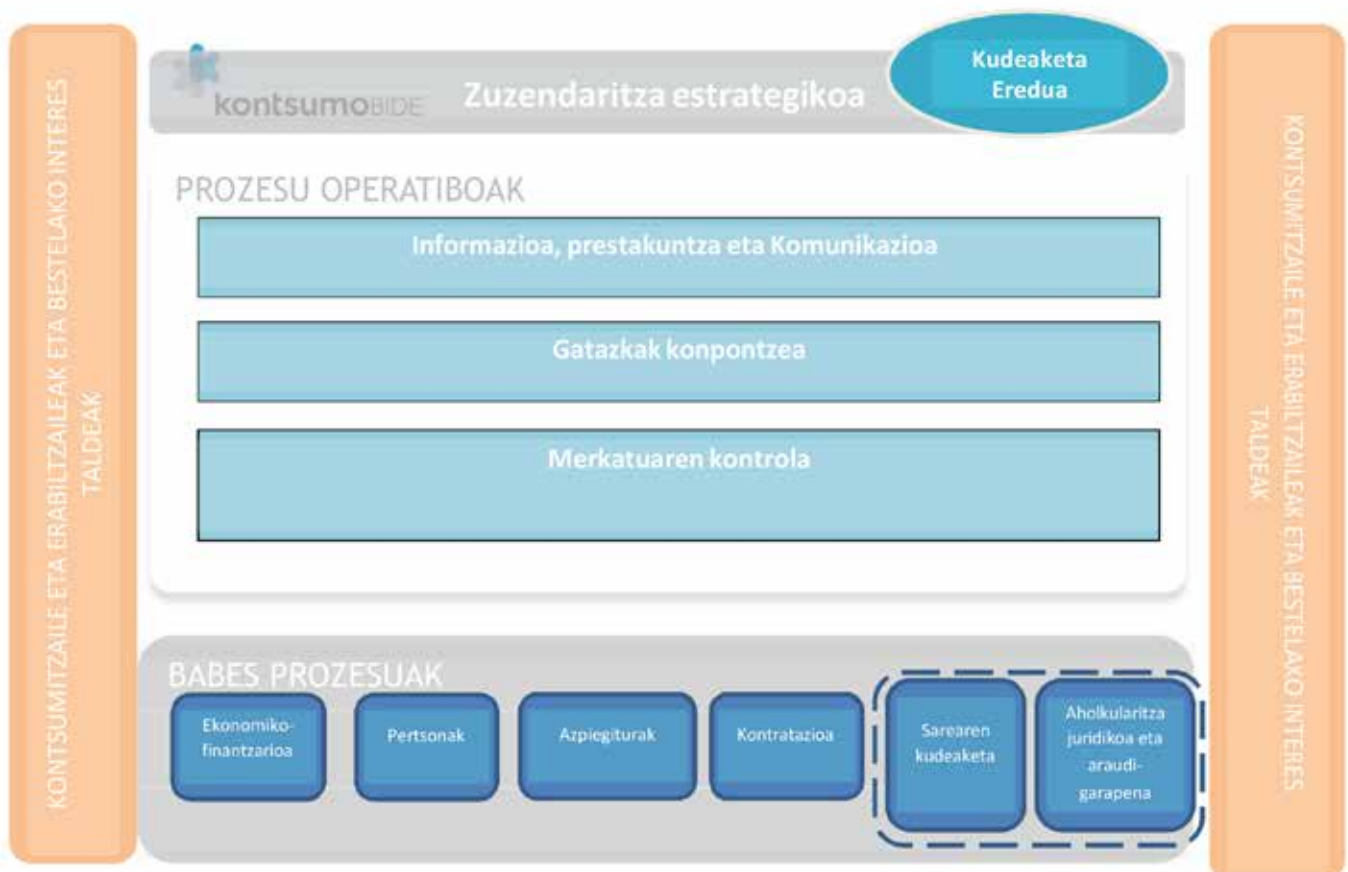 KONTSUMITZAILE ETA ERABILTZAILEAK ETA BESTELAKO INTERES
TALDEAK
kontsumoBIDE
Zuzendaritza estrategikoa
Kudeaketa
Eredua
PROZESU OPERATIBOAK
Informazioa, prestakuntza eta Komunikazioa
Gatazkak konpontzea
Merkatuaren kontrola
BABES PROZESUAK
Ekonomiko-
finantzarioa
Pertsonak
Azpiegiturak
Kontratazioa
Sarearen
kudeaketa
Aholkularitza
juridikoa eta
araudi-
garapena
KONTSUMITZAILE ETA ERABILTZAILEAK ETA BESTELAKO INTERES
TALDEAK